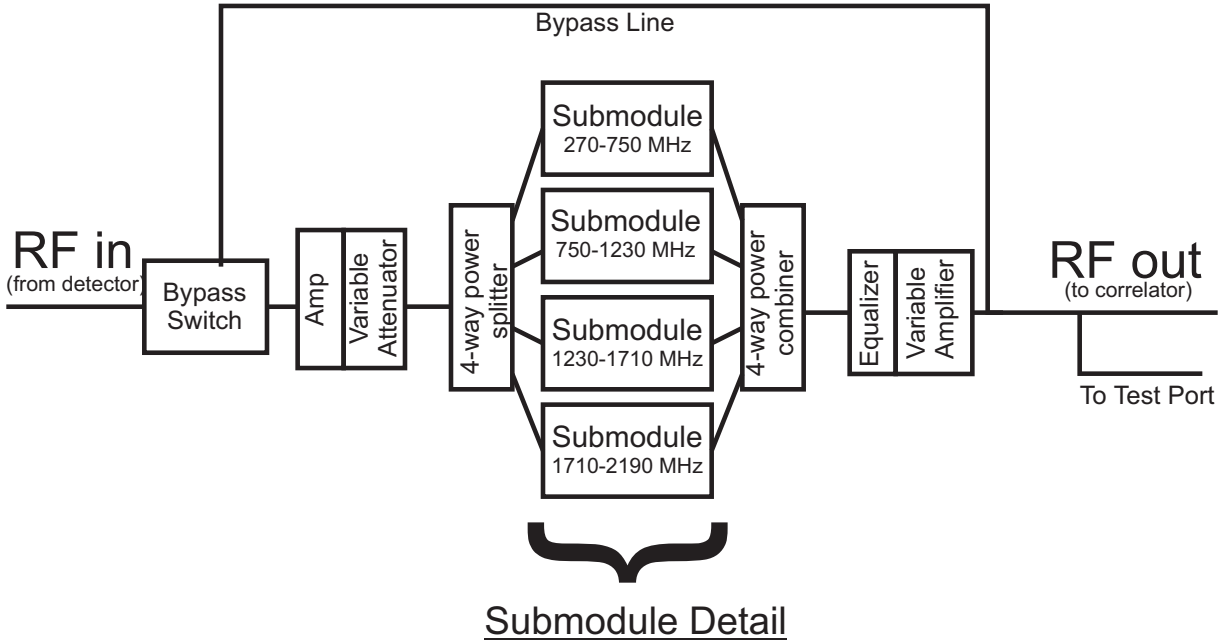 Bypass Line
Submodule
270-750 MHz
Submodule
750-1230 MHz
Submodule
1230-1710 MHz
Submodule
1710-2190 MHz
RF in
(from detector)
Bypass
Switch
Amp
Variable
Attenuator
4-way power
splitter
4-way power
combiner
Equalizer
Variable
Amplifier
RF out
(to correlator)
To Test Port
Submodule Detail